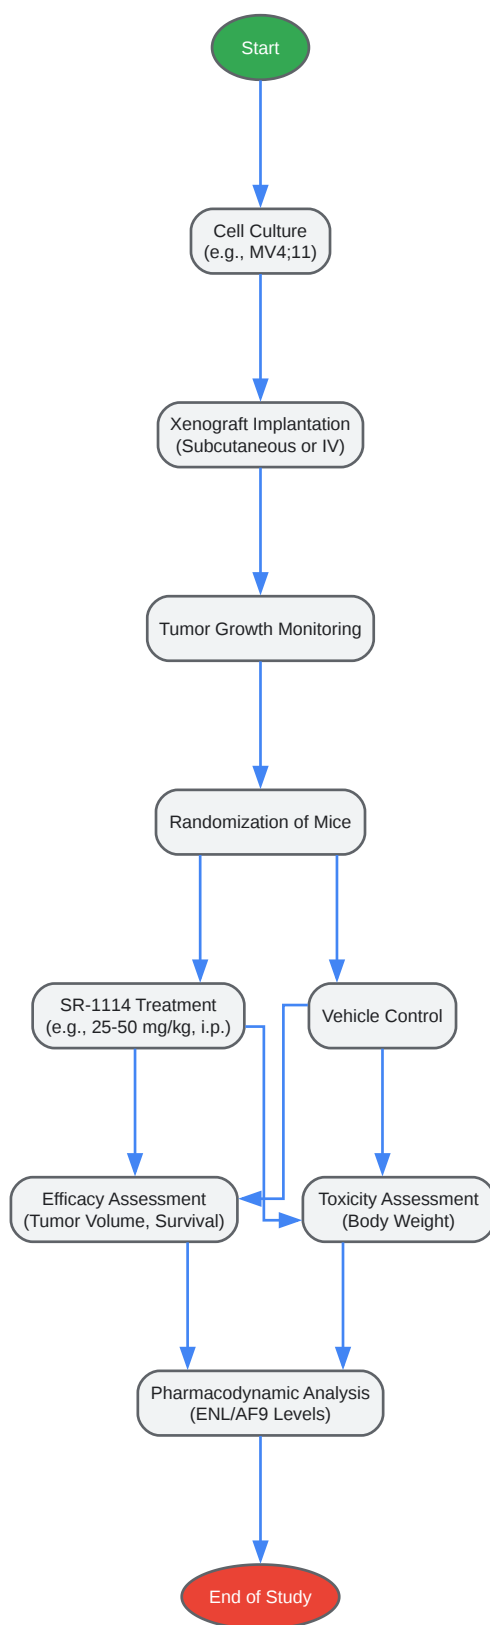 Start
Cell Culture
(e.g., MV4;11)
Xenograft Implantation
(Subcutaneous or IV)
Tumor Growth Monitoring
Randomization of Mice
SR-1114 Treatment
(e.g., 25-50 mg/kg, i.p.)
Vehicle Control
Efficacy Assessment
(Tumor Volume, Survival)
Toxicity Assessment
(Body Weight)
Pharmacodynamic Analysis
(ENL/AF9 Levels)
End of Study